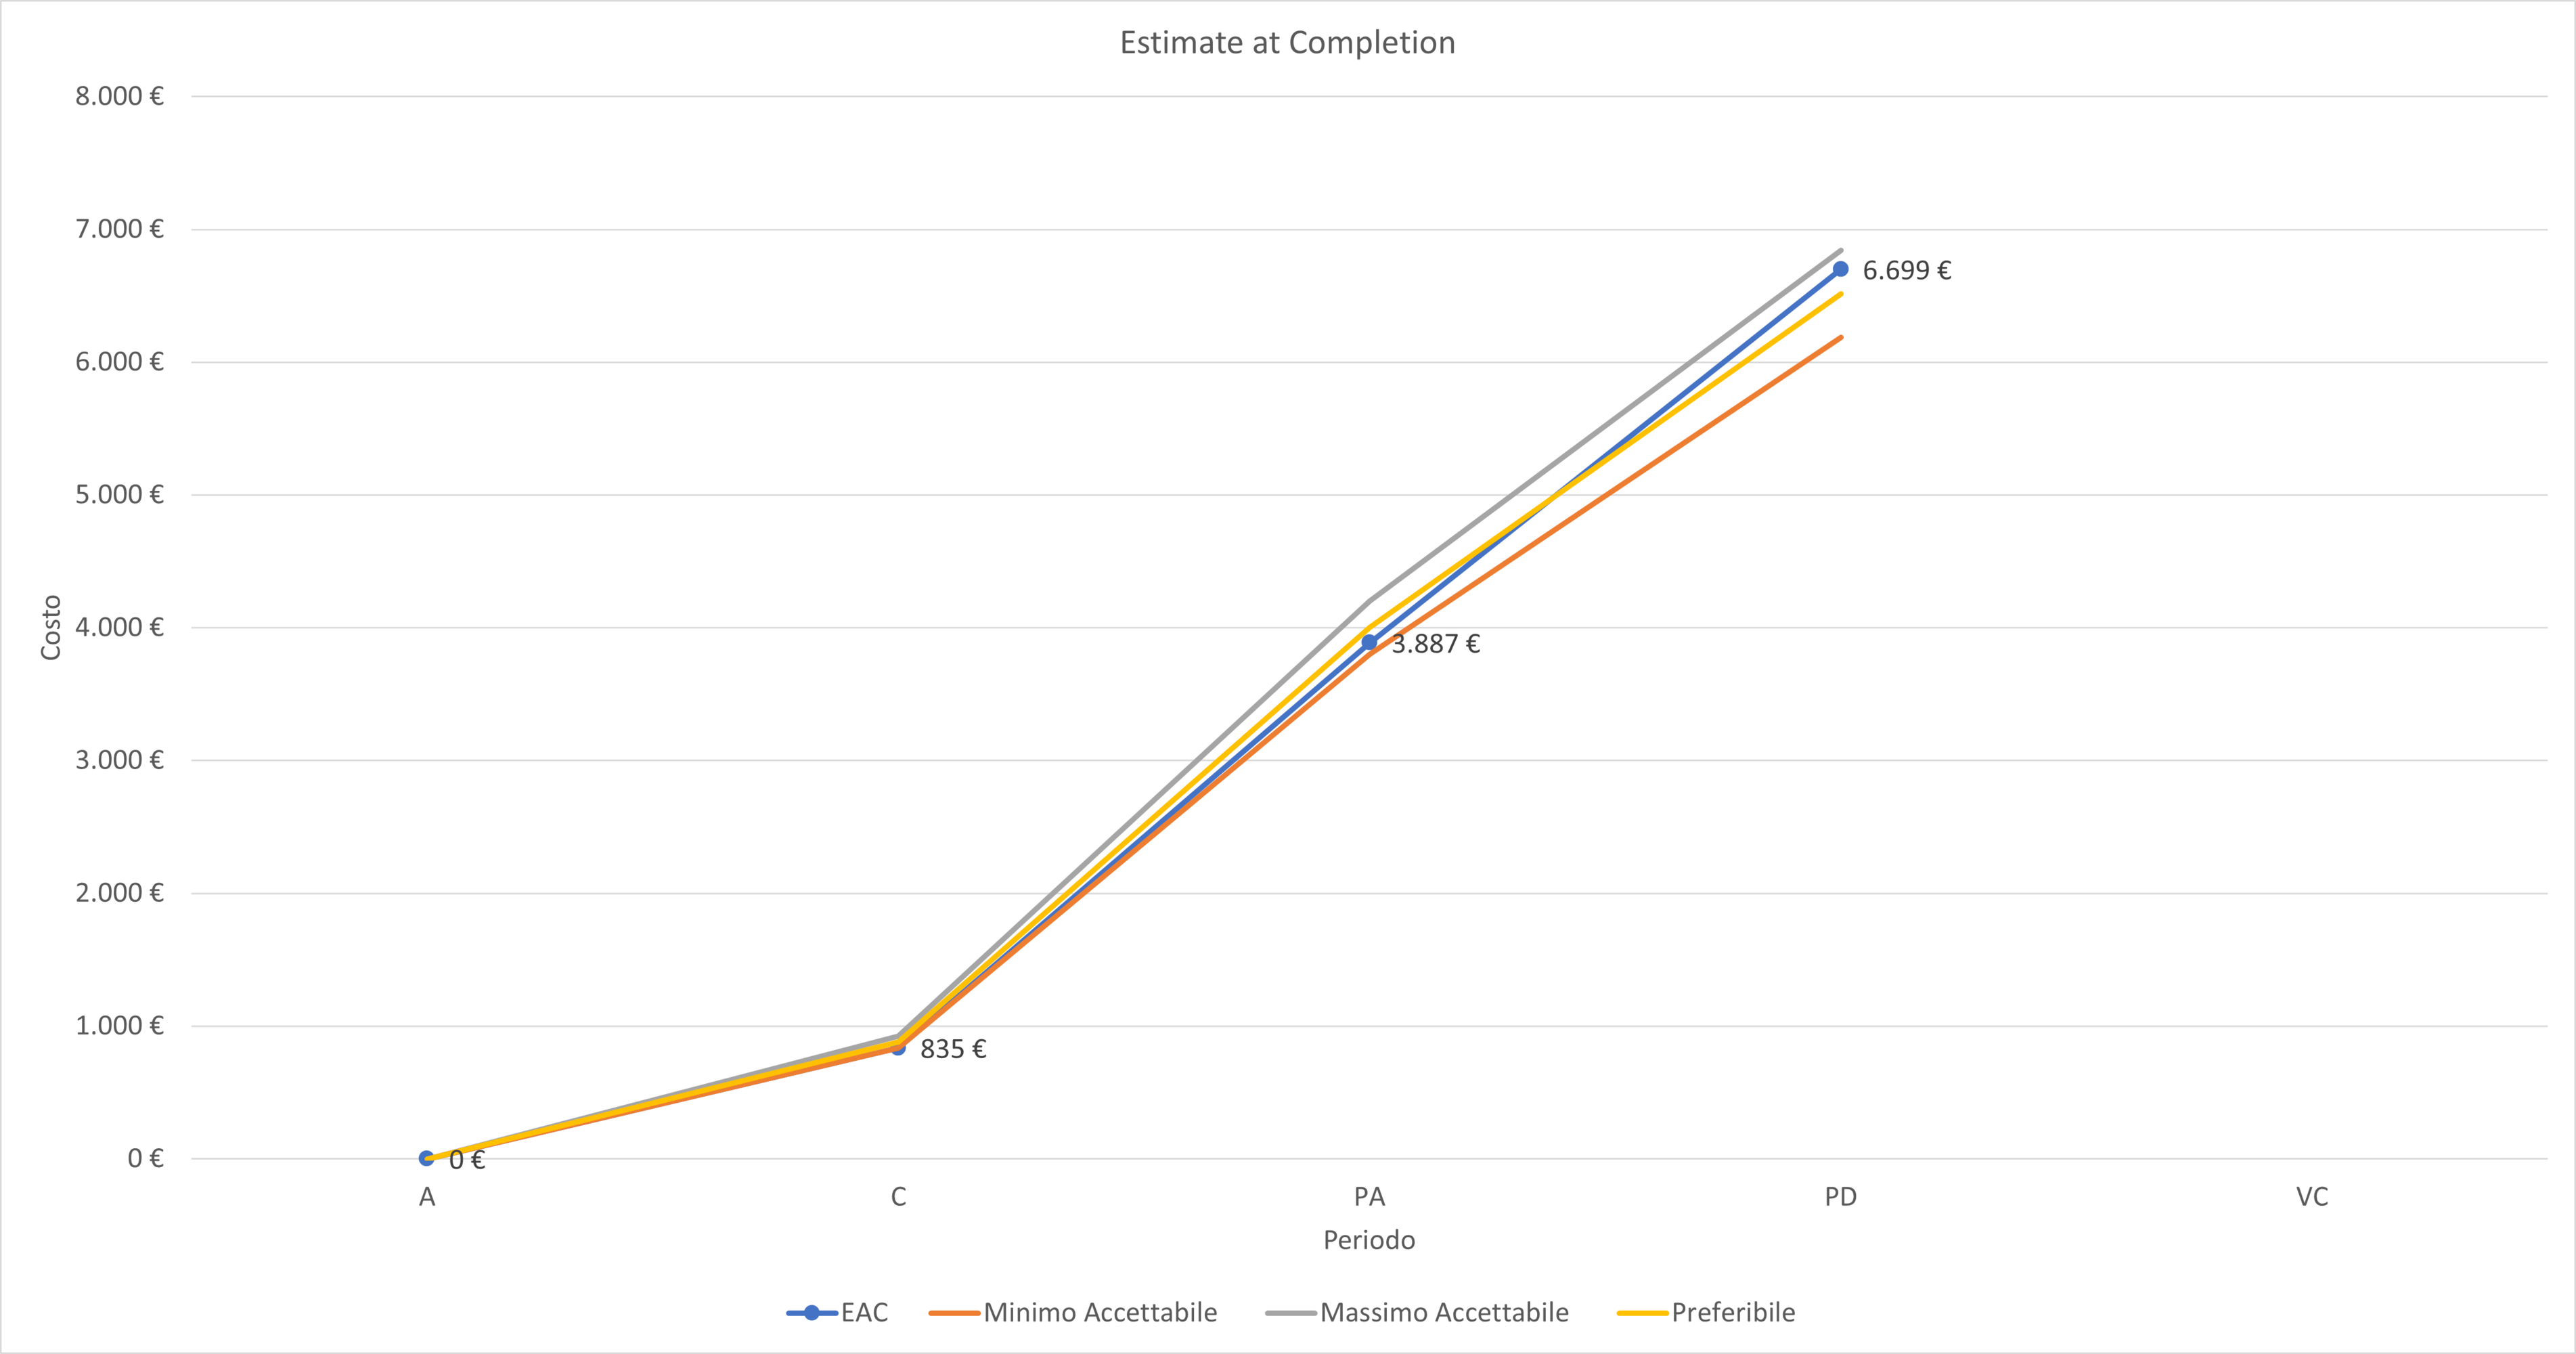 Estimate at Completion
8.000 €
7.000 €
6.000 €
5.000 €
4.000 €
3.000 €
2.000 €
1.000 €
0 €
Costo
6.699 €
3.887 €
835 €
0 €
A C PA PD VC
Periodo
EAC Minimo Accettabile Massimo Accettabile Preferibile